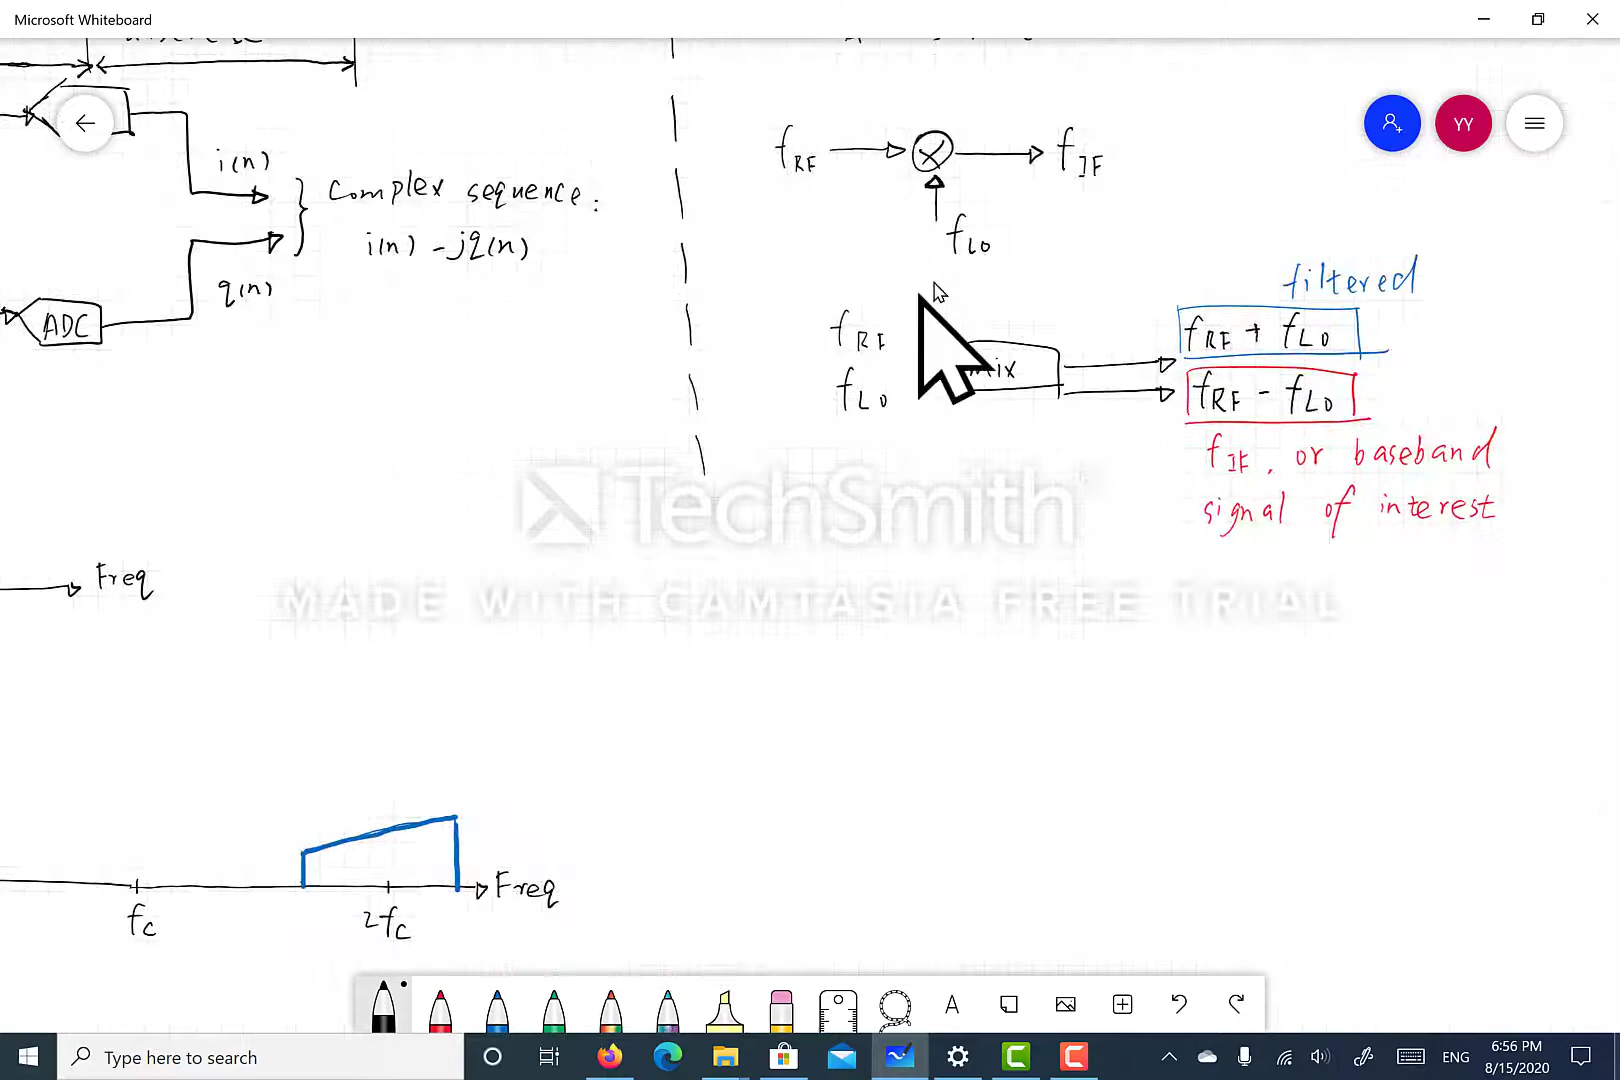 Microsoft Whiteboard
i(n)
Complex sequence:
i(n) - jq(n)
q(n)
ADC
YY
fRF
fIF
fLO
filtered
fRF
fLO
mix
fRF + fLO
fRF - fLO
fIF, or baseband
signal of interest
TechSmith
MADE WITH CAMTASIA FREE TRIAL
Freq
Freq
fc
2fc
A
Type here to search
ENG
6:56 PM
8/15/2020